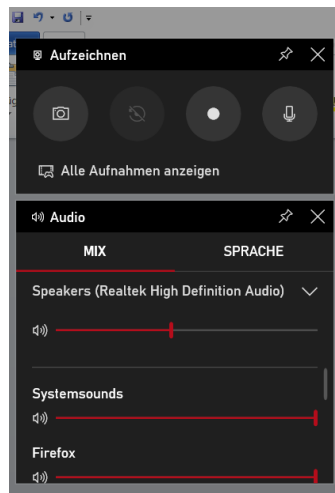 Aufzeichnen
Alle Aufnahmen anzeigen
Audio
MIX
SPRACHE
Speakers (Realtek High Definition Audio)
Systemsounds
Firefox